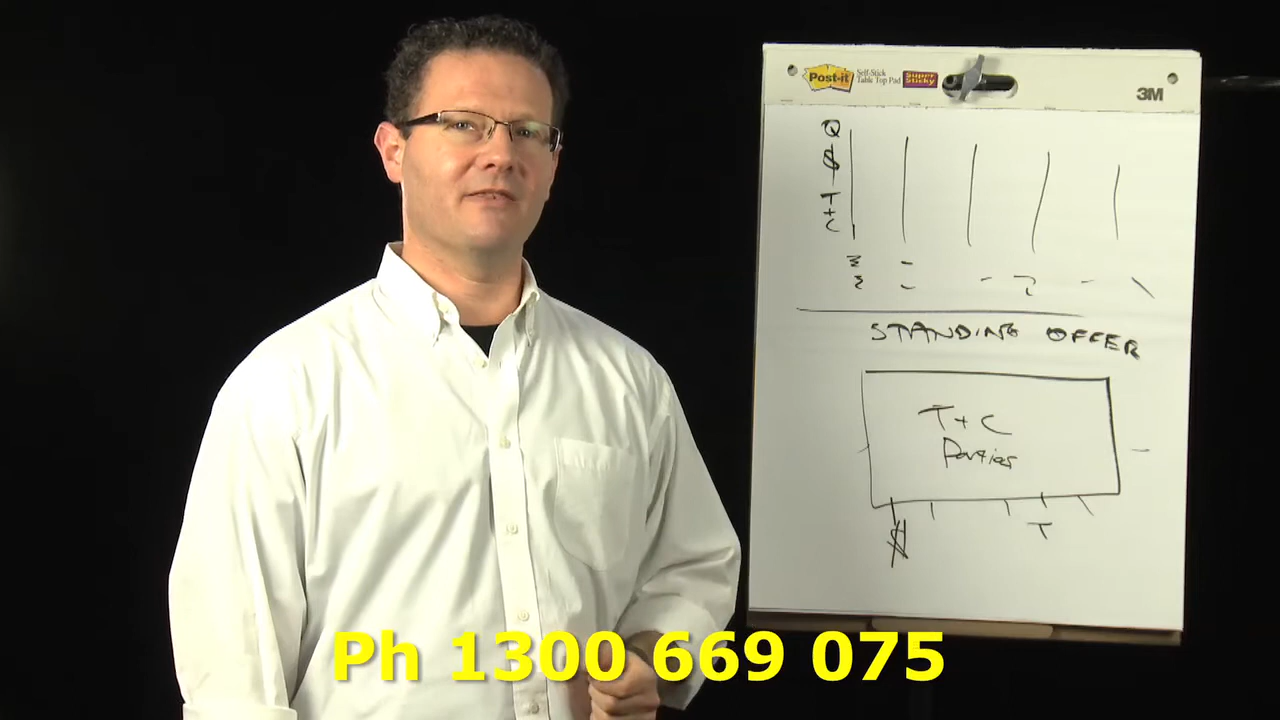 Post-it
Self-Stick
Table Top Pad
Super
Sticky
3M
Q
$
T
+
C
STANDING OFFER
T + C
Parties
$
T
Ph 1300 669 075